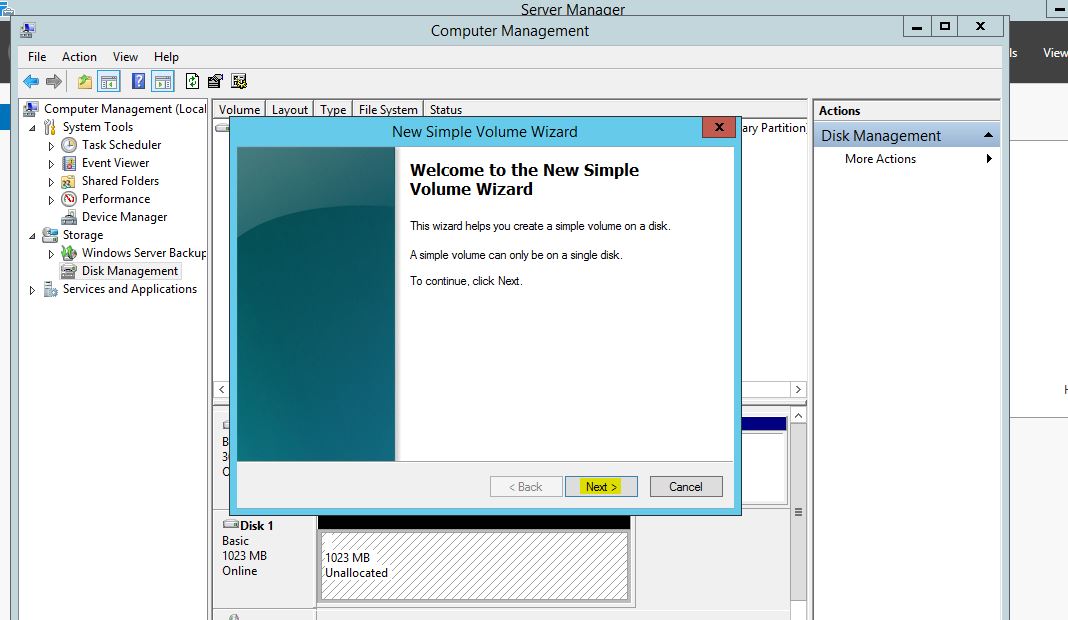 Server Manager
Computer Management
File Action View Help
Computer Management (Local
System Tools
Task Scheduler
Event Viewer
Shared Folders
Performance
Device Manager
Storage
Windows Server Backup
Disk Management
Services and Applications
Volume Layout Type File System Status
ary Partition
New Simple Volume Wizard
Welcome to the New Simple
Volume Wizard
This wizard helps you create a simple volume on a disk.
A simple volume can only be on a single disk.
To continue, click Next.
< Back Next > Cancel
Disk 1
Basic
1023 MB
Online
1023 MB
Unallocated
Actions
Disk Management
More Actions
ls View